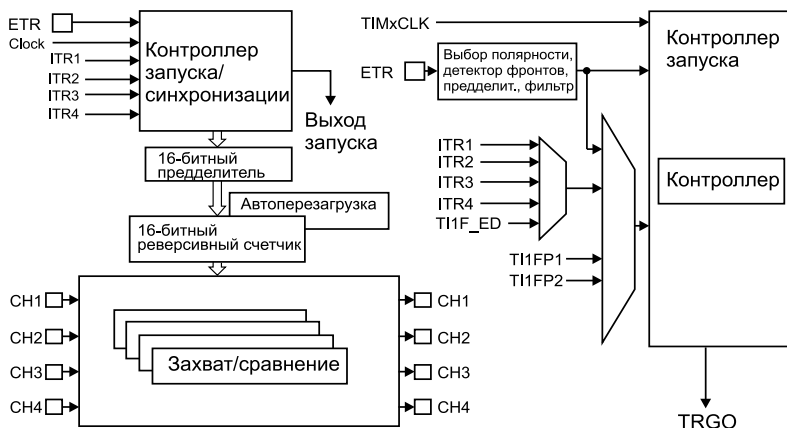 ETR
Clock
ITR1
ITR2
ITR3
ITR4
Контроллер
запуска/
синхронизации
Выход
запуска
16-битный
предделитель
Автоперезагрузка
16-битный
реверсивный счетчик
CH1
CH2
CH3
CH4
Захват/сравнение
CH1
CH2
CH3
CH4
TIMxCLK
ETR
Выбор полярности,
детектор фронтов,
предделит., фильтр
ITR1
ITR2
ITR3
ITR4
TI1F_ED
TI1FP1
TI1FP2
Контроллер
запуска
Контроллер
TRGO